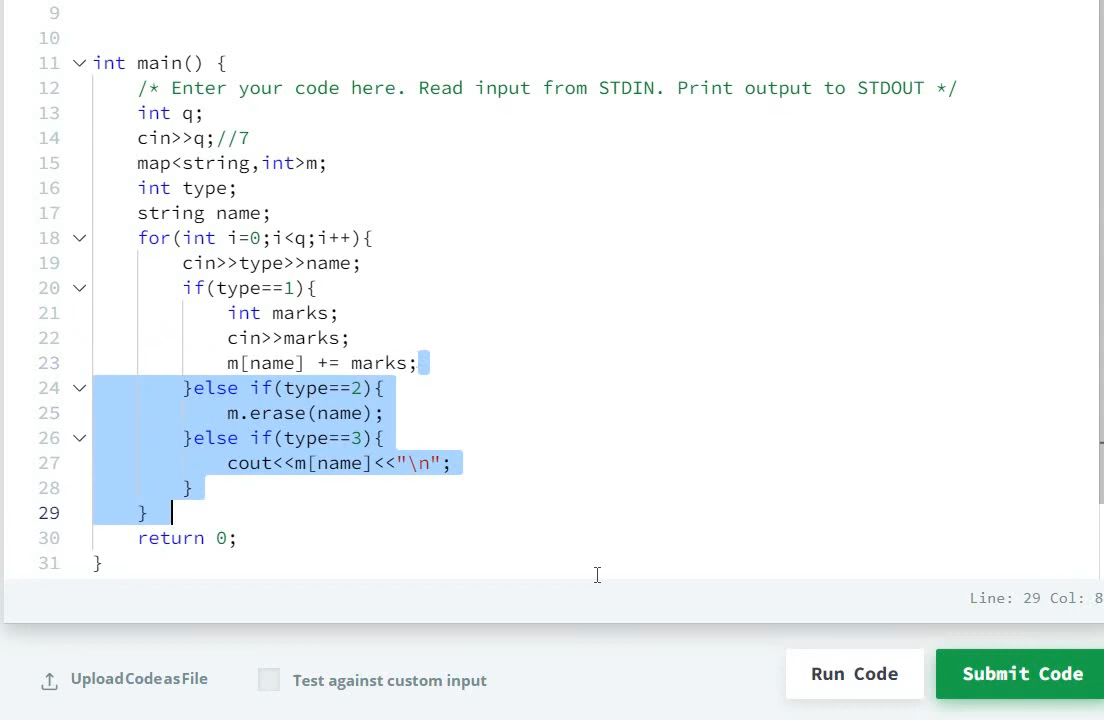 9
10
11 int main() {
12 /* Enter your code here. Read input from STDIN. Print output to STDOUT */
13 int q;
14 cin>>q;//7
15 map<string,int>m;
16 int type;
17 string name;
18 for(int i=0;i<q;i++){
19 cin>>type>>name;
20 if(type==1){
21 int marks;
22 cin>>marks;
23 m[name] += marks;
24 }else if(type==2){
25 m.erase(name);
26 }else if(type==3){
27 cout<<m[name]<<"\n";
28 }
29 }
30 return 0;
31 }
Line: 29 Col: 8
Upload Code as File
Test against custom input
Run Code
Submit Code